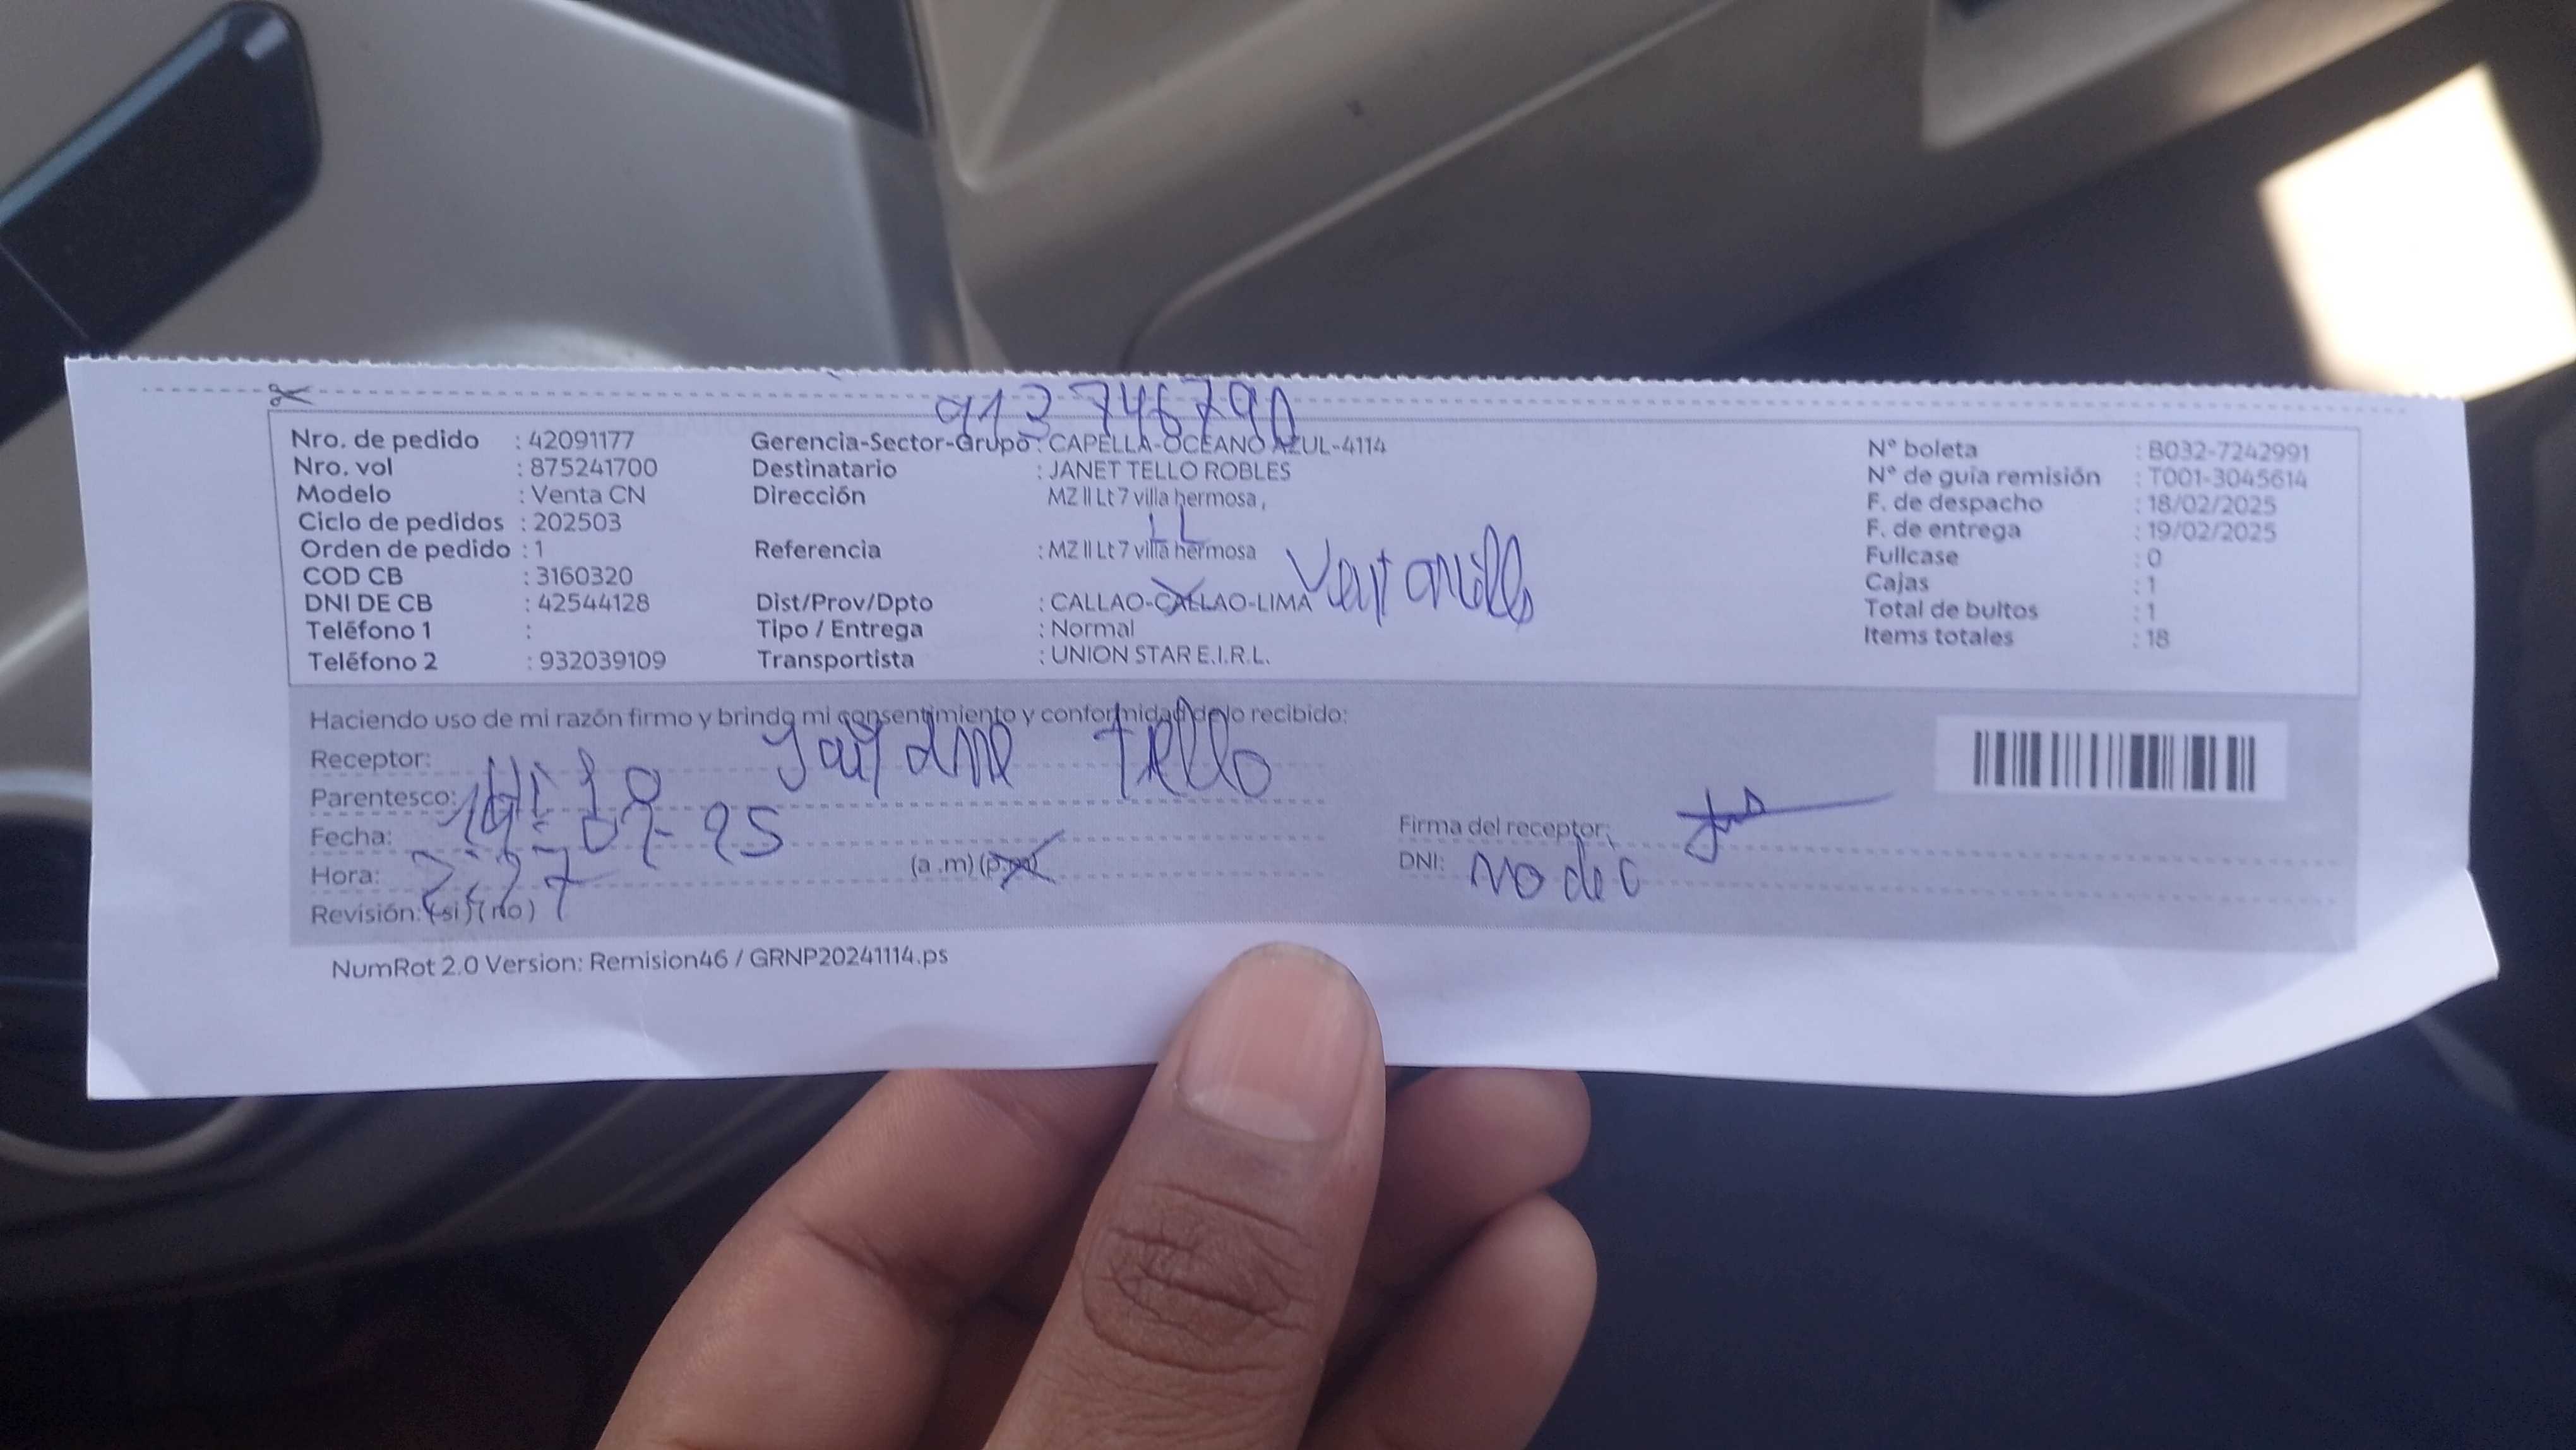 913 746790
Nro. de pedido : 42091177
Nro. vol : 875241700
Modelo : Venta CN
Ciclo de pedidos : 202503
Orden de pedido : 1
COD CB : 3160320
DNI DE CB : 42544128
Teléfono 1 :
Teléfono 2 : 932039109
Gerencia-Sector-Grupo : CAPELLA-OCEANO AZUL-4114
Destinatario : JANET TELLO ROBLES
Dirección MZ II Lt 7 villa hermosa ,
LL
Referencia : MZ II Lt 7 villa hermosa
Dist/Prov/Dpto : CALLAO-CALLAO-LIMA
Tipo / Entrega : Normal
Transportista : UNION STAR E.I.R.L.
N° boleta : B032-7242991
N° de guía remisión : T001-3045614
F. de despacho : 18/02/2025
F. de entrega : 19/02/2025
Fullcase : 0
Cajas : 1
Total de bultos : 1
Items totales : 18
Haciendo uso de mi razón firmo y brindo mi consentimiento y conformidad de lo recibido:
Receptor: Tello
Parentesco:
Fecha:
Hora: (a .m) (p.m)
Revisión: (si) (no)
Firma del receptor:
DNI: no dio
NumRot 2.0 Version: Remision46 / GRNP20241114.ps